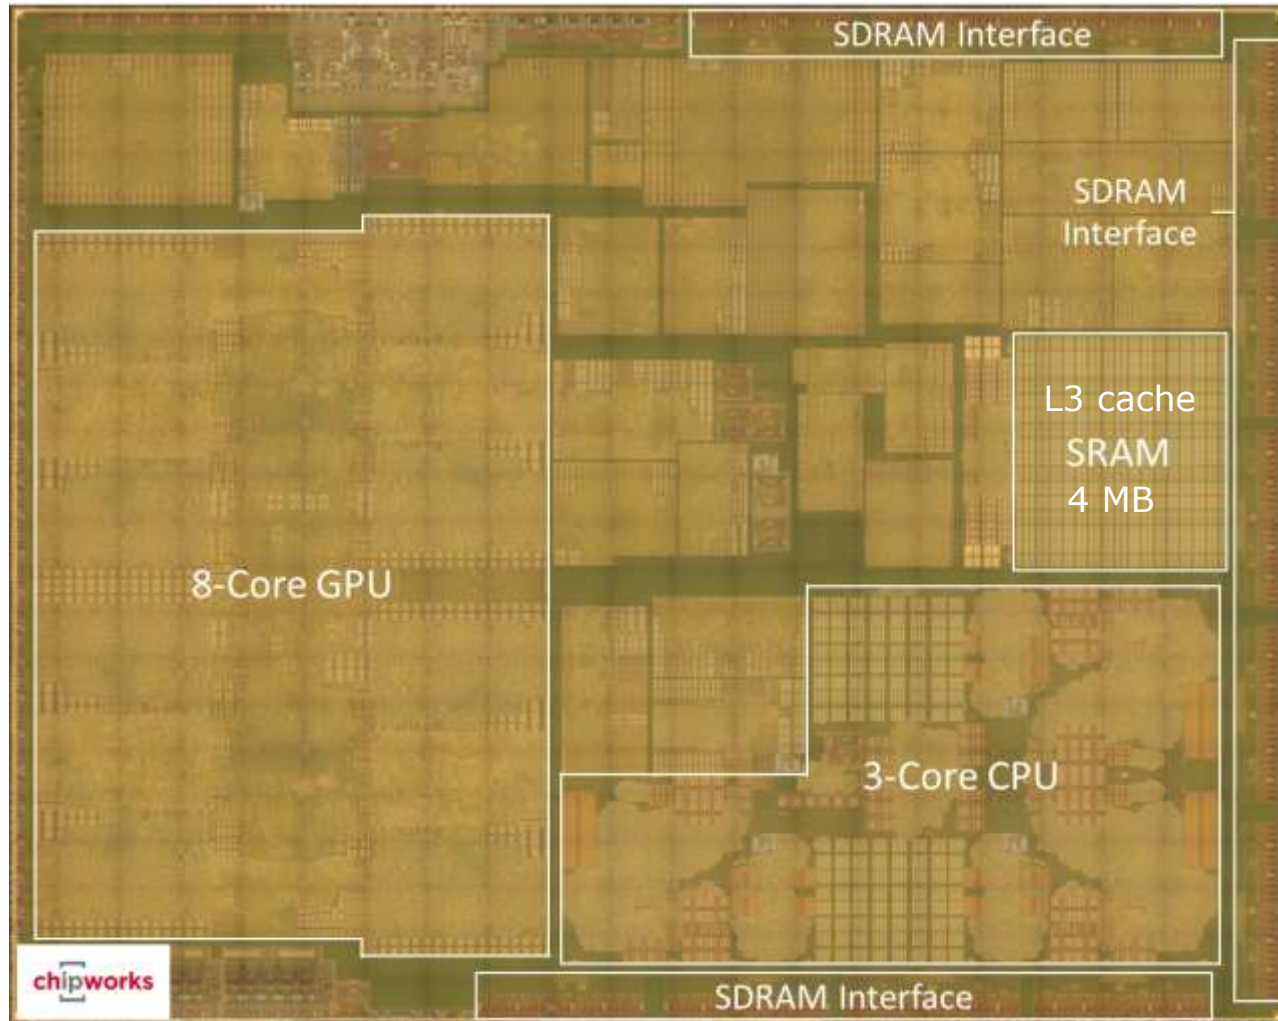 SDRAM Interface
SDRAM
Interface
L3 cache
SRAM
4 MB
8-Core GPU
3-Core CPU
chipworks
SDRAM Interface